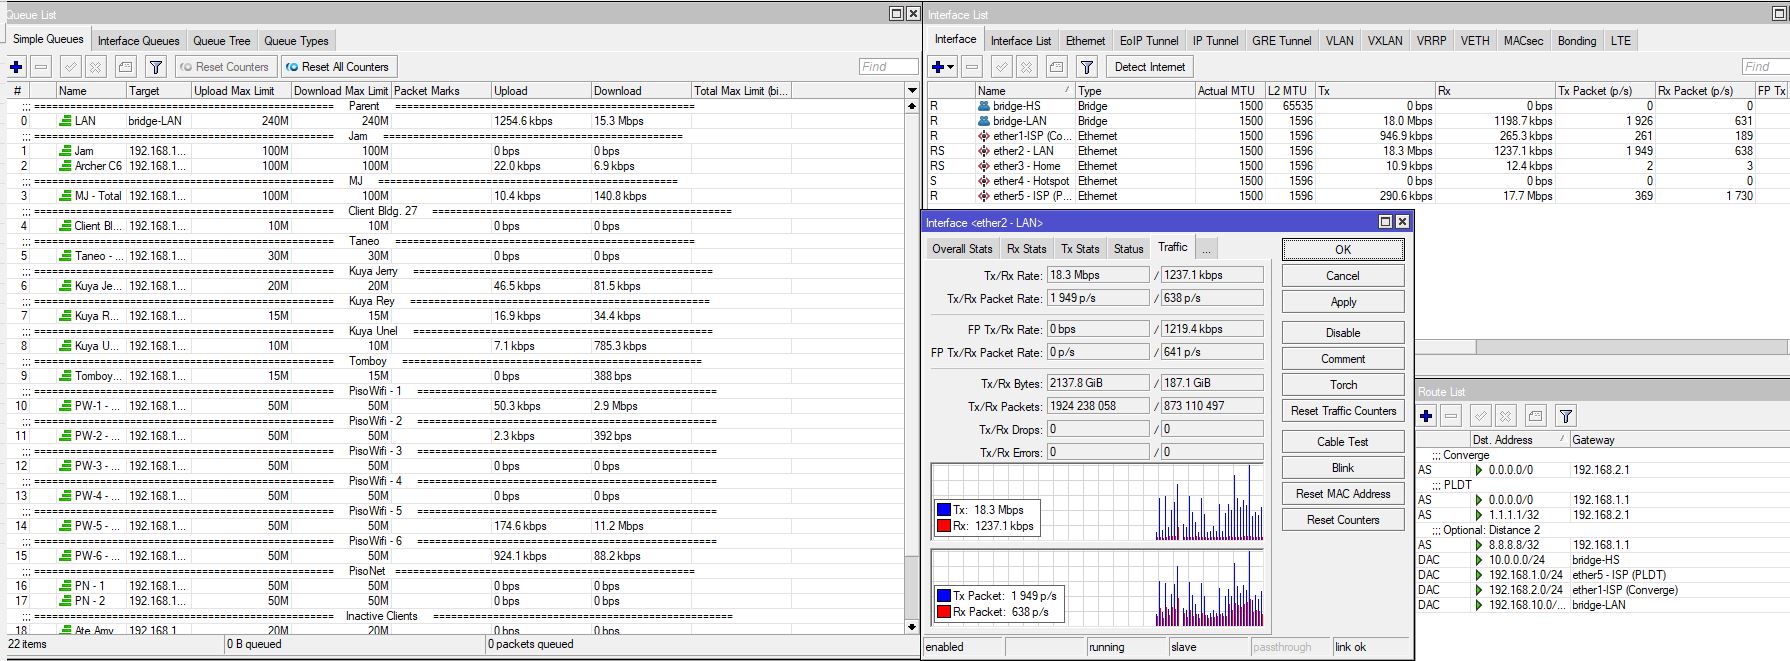 Queue List
Simple Queues Interface Queues Queue Tree Queue Types
Reset Counters Reset All Counters Find
# Name Target Upload Max Limit Download Max Limit Packet Marks Upload Download Total Max Limit (bi...
;;; ================================================== Parent ==================================================
0 LAN bridge-LAN 240M 240M 1254.6 kbps 15.3 Mbps
;;; ================================================== Jam ==================================================
1 Jam 192.168.1... 100M 100M 0 bps 0 bps
2 Archer C6 192.168.1... 100M 100M 22.0 kbps 6.9 kbps
;;; ================================================== MJ ==================================================
3 MJ - Total 192.168.1... 100M 100M 10.4 kbps 140.8 kbps
;;; ================================================== Client Bldg. 27 ==================================================
4 Client Bl... 192.168.1... 10M 10M 0 bps 0 bps
;;; ================================================== Taneo ==================================================
5 Taneo - ... 192.168.1... 30M 30M 0 bps 0 bps
;;; ================================================== Kuya Jerry ==================================================
6 Kuya Je... 192.168.1... 20M 20M 46.5 kbps 81.5 kbps
;;; ================================================== Kuya Rey ==================================================
7 Kuya R... 192.168.1... 15M 15M 16.9 kbps 34.4 kbps
;;; ================================================== Kuya Unel ==================================================
8 Kuya U... 192.168.1... 10M 10M 7.1 kbps 785.3 kbps
;;; ================================================== Tomboy ==================================================
9 Tomboy... 192.168.1... 15M 15M 0 bps 388 bps
;;; ================================================== PisoWifi - 1 ==================================================
10 PW-1 - ... 192.168.1... 50M 50M 50.3 kbps 2.9 Mbps
;;; ================================================== PisoWifi - 2 ==================================================
11 PW-2 - ... 192.168.1... 50M 50M 2.3 kbps 392 bps
;;; ================================================== PisoWifi - 3 ==================================================
12 PW-3 - ... 192.168.1... 50M 50M 0 bps 0 bps
;;; ================================================== PisoWifi - 4 ==================================================
13 PW-4 - ... 192.168.1... 50M 50M 0 bps 0 bps
;;; ================================================== PisoWifi - 5 ==================================================
14 PW-5 - ... 192.168.1... 50M 50M 174.6 kbps 11.2 Mbps
;;; ================================================== PisoWifi - 6 ==================================================
15 PW-6 - ... 192.168.1... 50M 50M 924.1 kbps 88.2 kbps
;;; ================================================== PisoNet ==================================================
16 PN - 1 192.168.1... 50M 50M 0 bps 0 bps
17 PN - 2 192.168.1... 50M 50M 0 bps 0 bps
;;; ================================================== Inactive Clients ==================================================
18 Ate Amy 192.168.1... 20M 20M 0 bps 0 bps
22 items 0 B queued 0 packets queued
Interface List
Interface Interface List Ethernet EoIP Tunnel IP Tunnel GRE Tunnel VLAN VXLAN VRRP VETH MACsec Bonding LTE
Detect Internet Find
Name Type Actual MTU L2 MTU Tx Rx Tx Packet (p/s) Rx Packet (p/s) FP Tx
R bridge-HS Bridge 1500 65535 0 bps 0 bps 0 0
R bridge-LAN Bridge 1500 1596 18.0 Mbps 1198.7 kbps 1 926 631
R ether1-ISP (Co... Ethernet 1500 1596 946.9 kbps 265.3 kbps 261 189
RS ether2 - LAN Ethernet 1500 1596 18.3 Mbps 1237.1 kbps 1 949 638
RS ether3 - Home Ethernet 1500 1596 10.9 kbps 12.4 kbps 2 3
S ether4 - Hotspot Ethernet 1500 1596 0 bps 0 bps 0 0
R ether5 - ISP (P... Ethernet 1500 1596 290.6 kbps 17.7 Mbps 369 1 730
Interface <ether2 - LAN>
Overall Stats Rx Stats Tx Stats Status Traffic ...
Tx/Rx Rate: 18.3 Mbps / 1237.1 kbps
Tx/Rx Packet Rate: 1 949 p/s / 638 p/s
FP Tx/Rx Rate: 0 bps / 1219.4 kbps
FP Tx/Rx Packet Rate: 0 p/s / 641 p/s
Tx/Rx Bytes: 2137.8 GiB / 187.1 GiB
Tx/Rx Packets: 1924 238 058 / 873 110 497
Tx/Rx Drops: 0 / 0
Tx/Rx Errors: 0 / 0
Tx: 18.3 Mbps
Rx: 1237.1 kbps
Tx Packet: 1 949 p/s
Rx Packet: 638 p/s
OK
Cancel
Apply
Disable
Comment
Torch
Reset Traffic Counters
Cable Test
Blink
Reset MAC Address
Reset Counters
enabled running slave passthrough link ok
Route List
Dst. Address Gateway
;;; Converge
AS 0.0.0.0/0 192.168.2.1
;;; PLDT
AS 0.0.0.0/0 192.168.1.1
AS 1.1.1.1/32 192.168.2.1
;;; Optional: Distance 2
AS 8.8.8.8/32 192.168.1.1
DAC 10.0.0.0/24 bridge-HS
DAC 192.168.1.0/24 ether5 - ISP (PLDT)
DAC 192.168.2.0/24 ether1-ISP (Converge)
DAC 192.168.10.0/... bridge-LAN